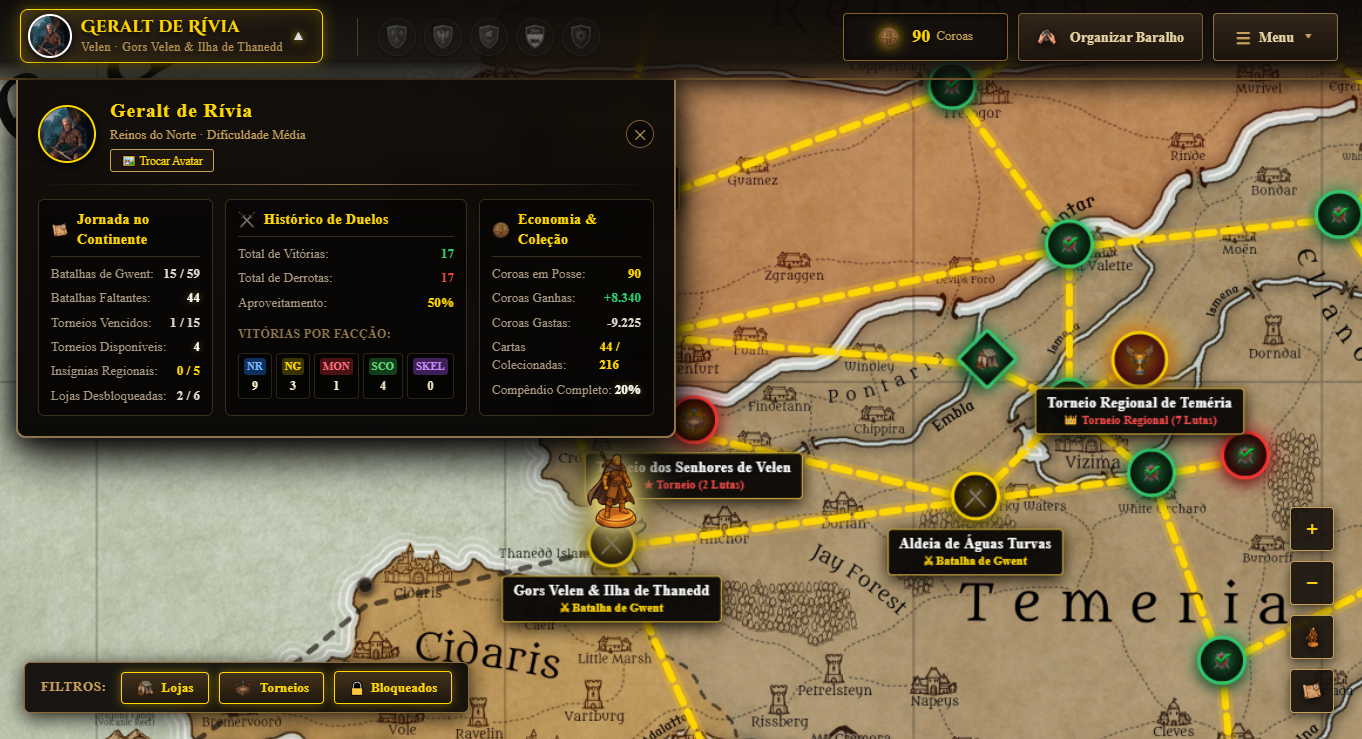 GERALT DE RÍVIA
Velen · Gors Velen & Ilha de Thanedd
90 Coroas
Organizar Baralho
Menu
Geralt de Rívia
Reinos do Norte · Dificuldade Média
Trocar Avatar
Jornada no
Continente
Batalhas de Gwent: 15 / 59
Batalhas Faltantes: 44
Torneios Vencidos: 1 / 15
Torneios Disponíveis: 4
Insígnias Regionais: 0 / 5
Lojas Desbloqueadas: 2 / 6
Histórico de Duelos
Total de Vitórias: 17
Total de Derrotas: 17
Aproveitamento: 50%
VITÓRIAS POR FACÇÃO:
NR NG MON SCO SKEL
9 3 1 4 0
Economia &
Coleção
Coroas em Posse: 90
Coroas Ganhas: +8.340
Coroas Gastas: -9.225
Cartas Colecionadas: 44 / 216
Compêndio Completo: 20%
Murivel
Rinde
Guamez
Bondar
Pontar
Valette
Moën
Zgraggen
Devil's Ford
Ismena
Foam
Windley
Pontaria
Dorndal
Findetann
Chippira
Embla
Torneio Regional de Teméria
Torneio Regional (7 Lutas)
dos Senhores de Velen
Torneio (2 Lutas)
Vizima
White Orchard
Dorian
Anchor
Aldeia de Águas Turvas
Batalha de Gwent
Thanedd Islan
Jay Forest
Burdorff
Cidaris
Gors Velen & Ilha de Thanedd
Batalha de Gwent
Temeria
Cidaris
Little Marsh
FILTROS: Lojas Torneios Bloqueados
Petrelsteyn
Napeys
Vartburg
Rissberg
Bremervoord
Vole
Ravelin
Cleves